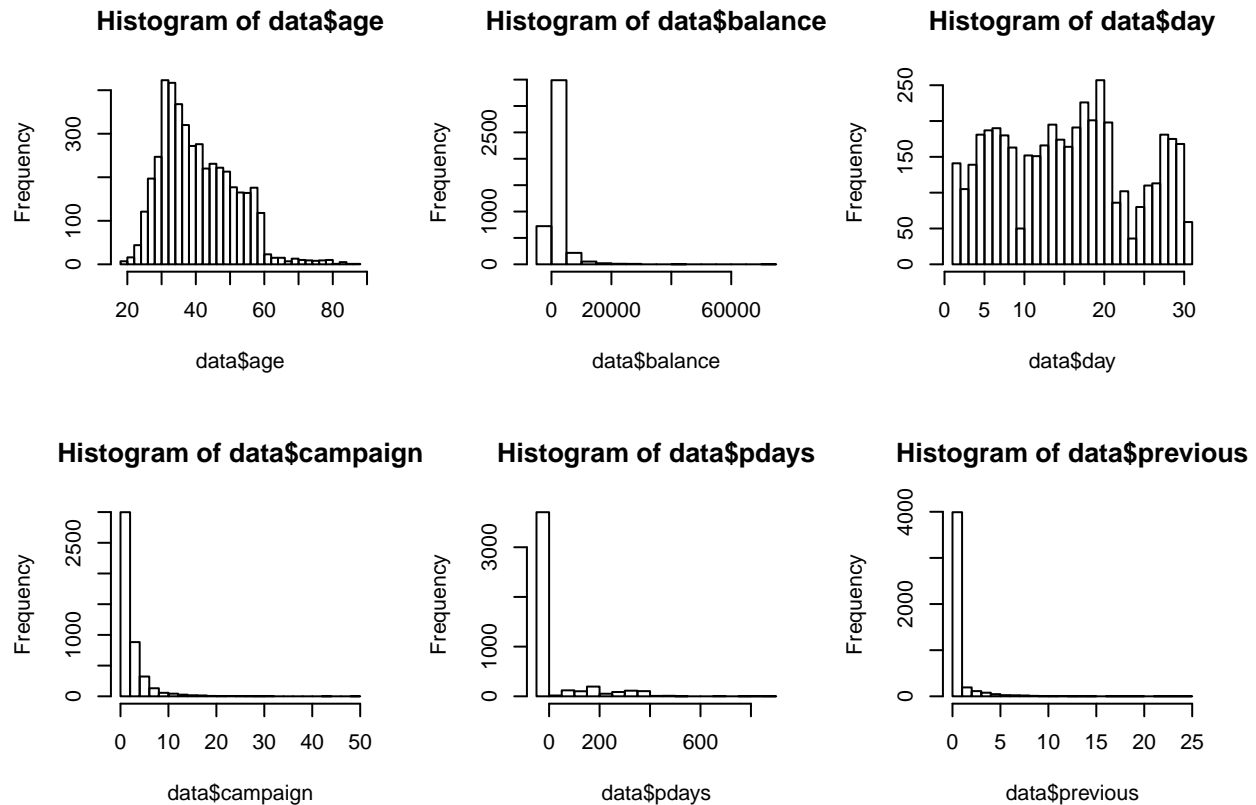 Histogram of data$age
Frequency
0
100
300
20
40
60
80
data$age
Histogram of data$balance
Frequency
0
1000
2500
0
20000
60000
data$balance
Histogram of data$day
Frequency
0
50
150
250
0
5
10
20
30
data$day
Histogram of data$campaign
Frequency
0
1000
2500
0
10
20
30
40
50
data$campaign
Histogram of data$pdays
Frequency
0
1000
3000
0
200
600
data$pdays
Histogram of data$previous
Frequency
0
2000
4000
0
5
10
15
20
25
data$previous